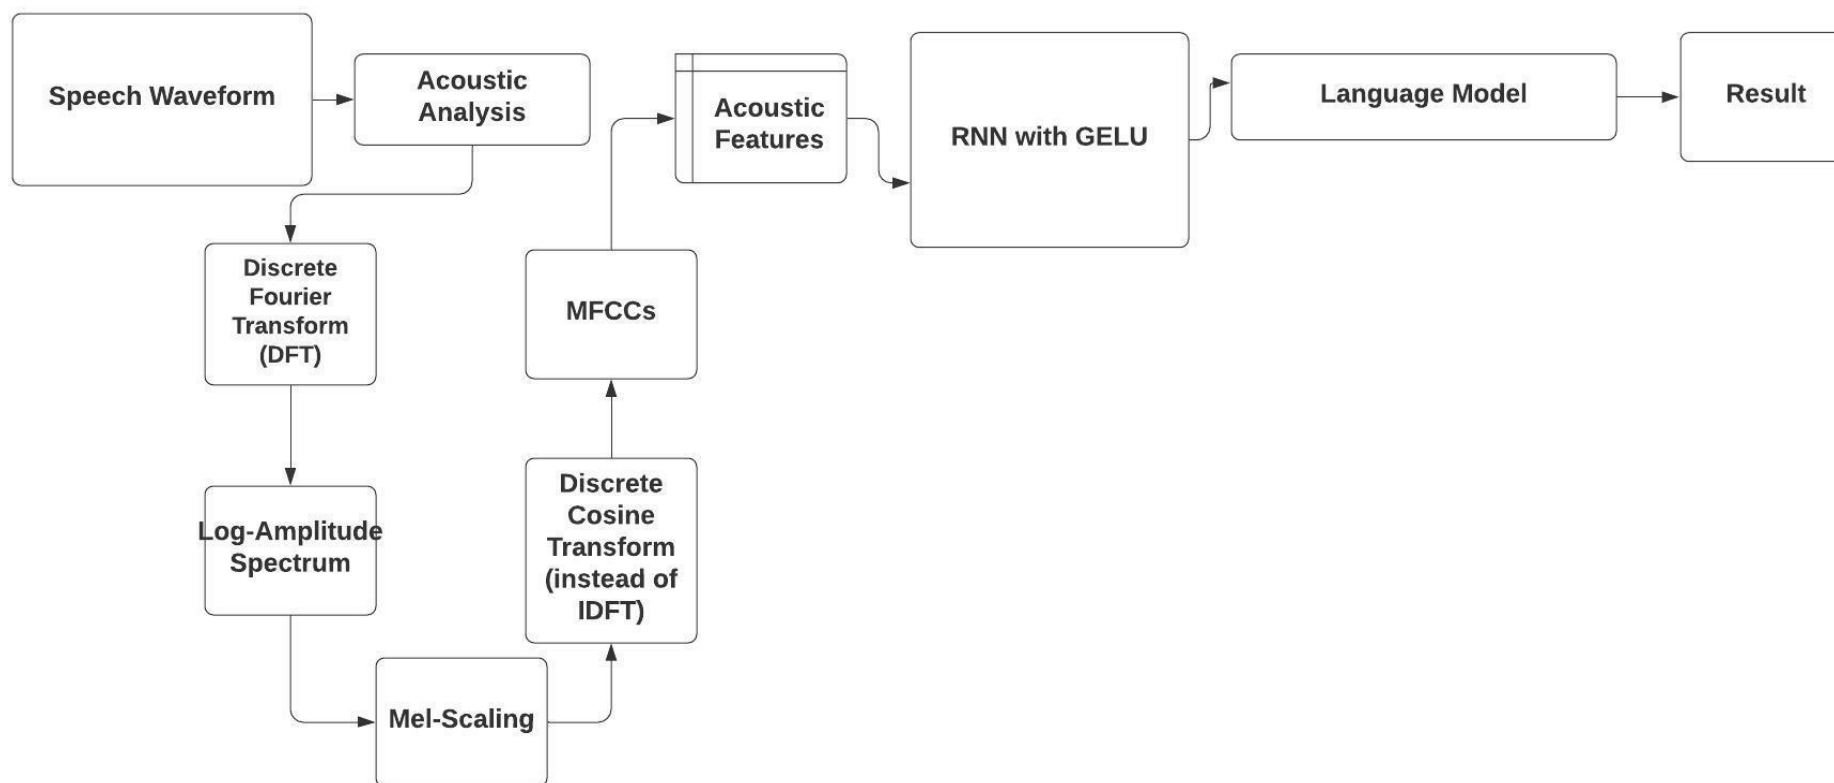 Speech Waveform
Acoustic
Analysis
Discrete
Fourier
Transform
(DFT)
Log-Amplitude
Spectrum
Mel-Scaling
Discrete
Cosine
Transform
(instead of
IDFT)
MFCCs
Acoustic
Features
RNN with GELU
Language Model
Result